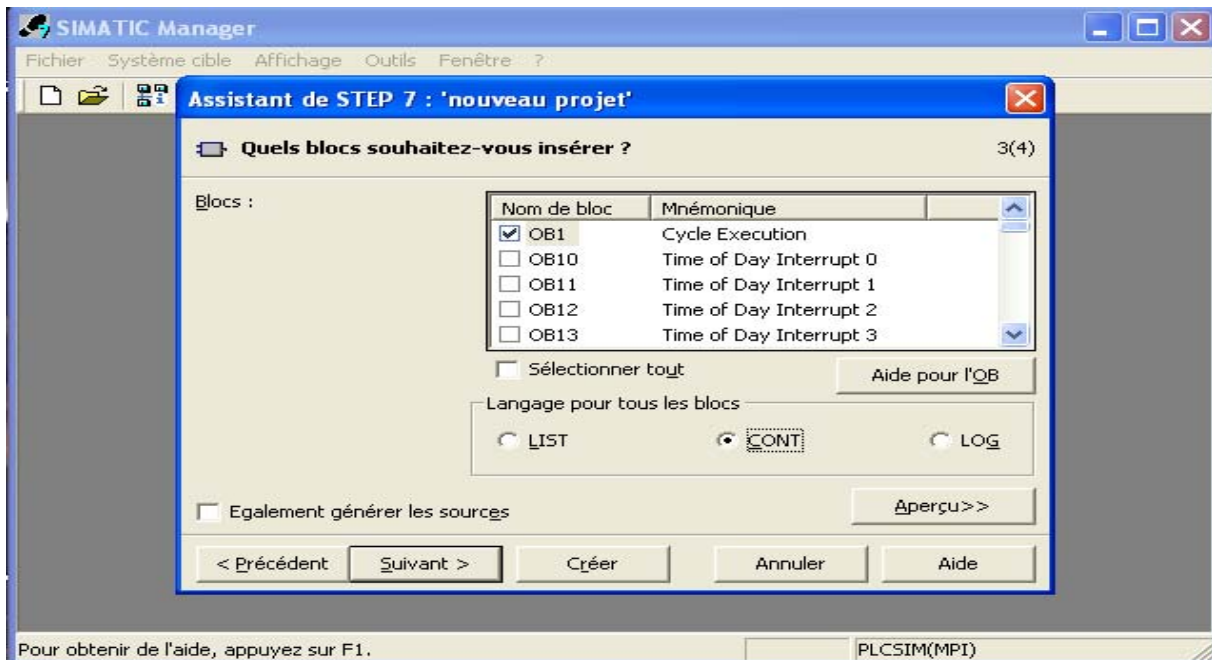 SIMATIC Manager
Fichier Système cible Affichage Outils Fenêtre ?
Assistant de STEP 7 : 'nouveau projet'
Quels blocs souhaitez-vous insérer ? 3(4)
Blocs :
Nom de bloc Mnémonique
OB1 Cycle Execution
OB10 Time of Day Interrupt 0
OB11 Time of Day Interrupt 1
OB12 Time of Day Interrupt 2
OB13 Time of Day Interrupt 3
Sélectionner tout
Aide pour l'OB
Langage pour tous les blocs
LIST CONT LOG
Egalement générer les sources
Aperçu>>
< Précédent Suivant > Créer Annuler Aide
Pour obtenir de l'aide, appuyez sur F1. PLCSIM(MPI)